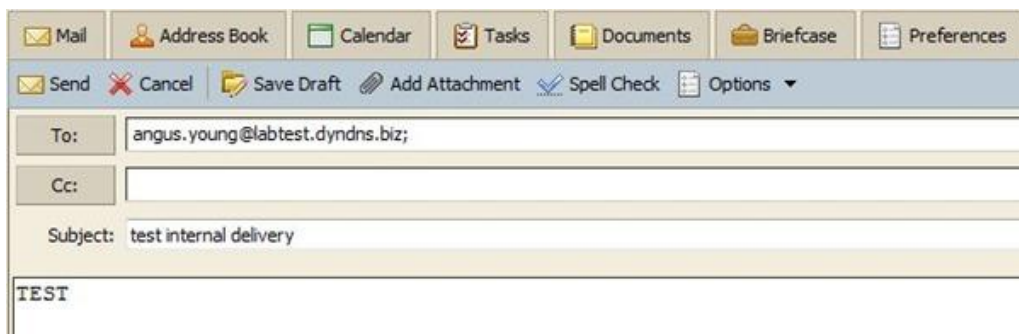 Mail Address Book Calendar Tasks Documents Briefcase Preferences
Send Cancel Save Draft Add Attachment Spell Check Options
To: angus.young@labtest.dyndns.biz;
Cc:
Subject: test internal delivery
TEST